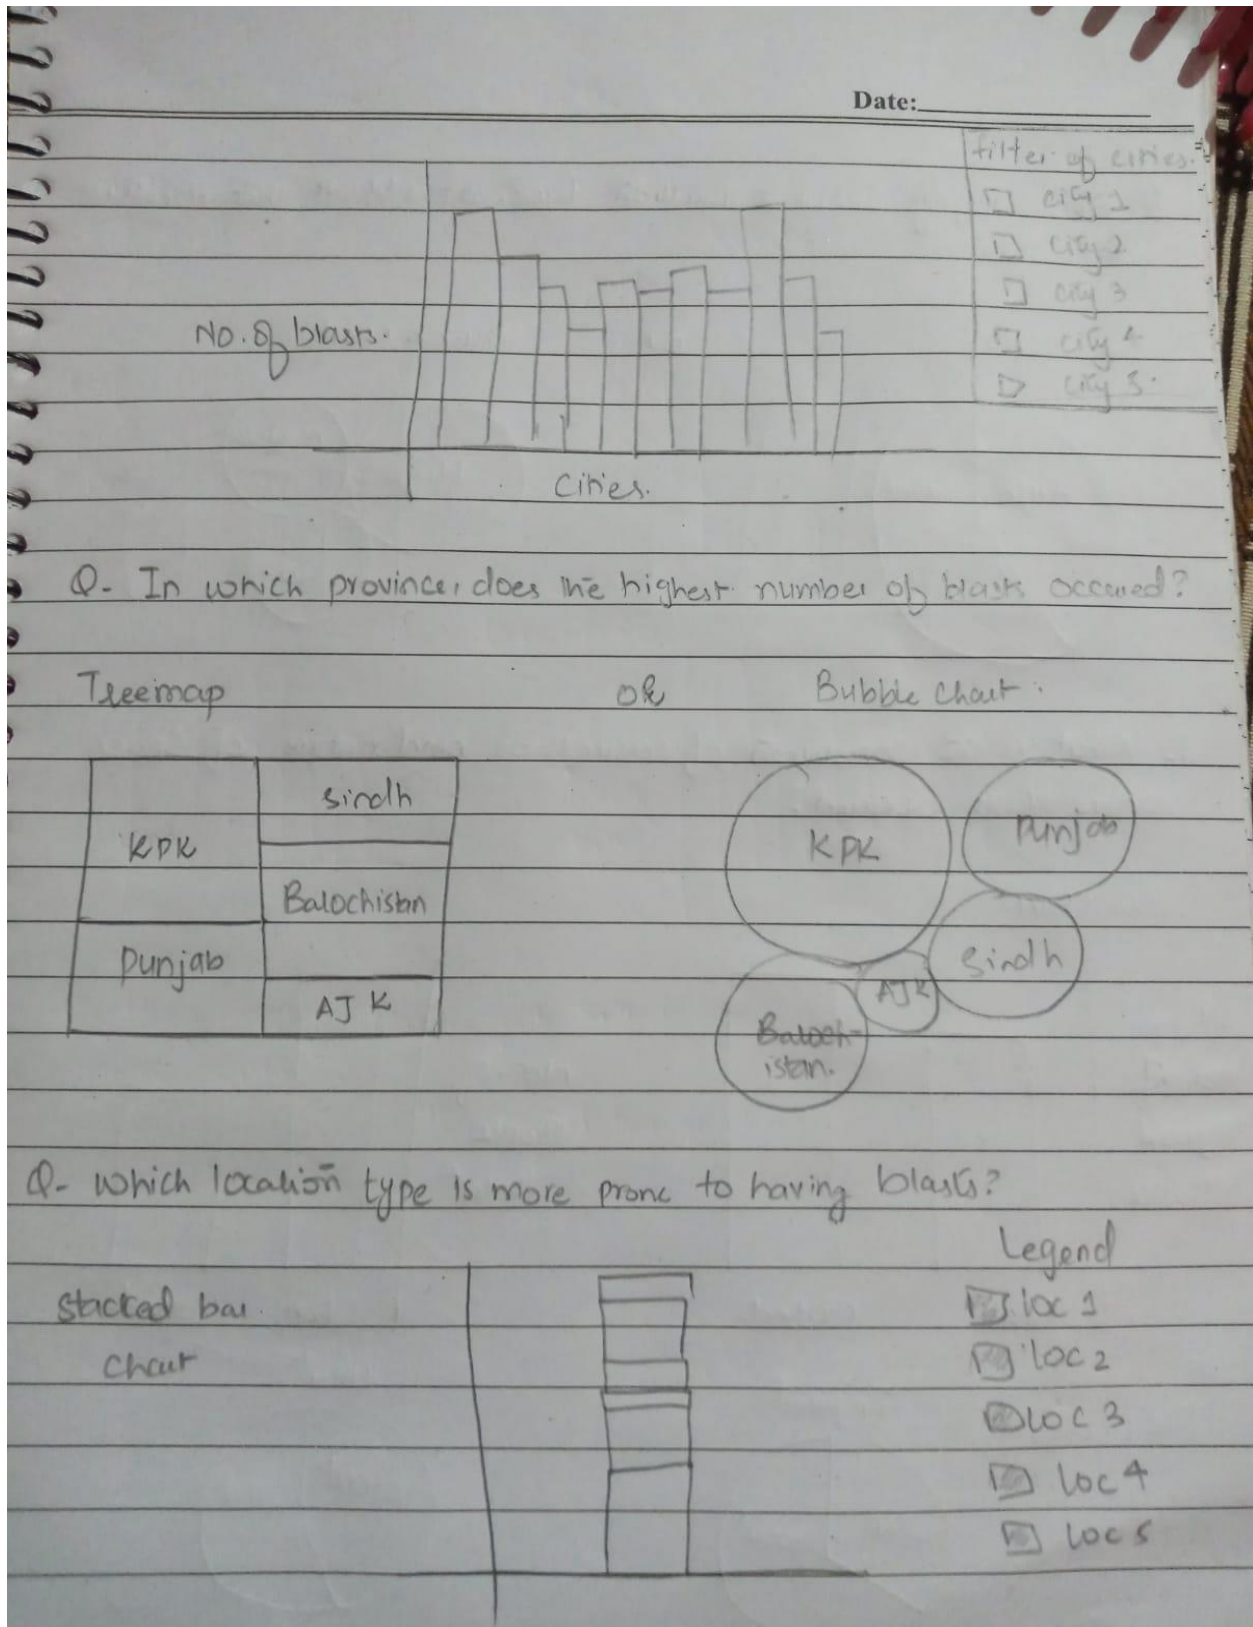 Date:
filter of cities.
city 1
city 2
city 3
city 4
city 5.
No. of blasts.
Cities.
Q- In which province, does the highest number of blasts occured?
Treemap OR Bubble Chart.
KPK
Sindh
Balochistan
Punjab
AJK
KPK
Punjab
Sindh
AJK
Baloch-
istan.
Q- Which location type is more prone to having blasts?
Stacked bar
Chart
Legend
loc 1
loc 2
loc 3
loc 4
loc 5